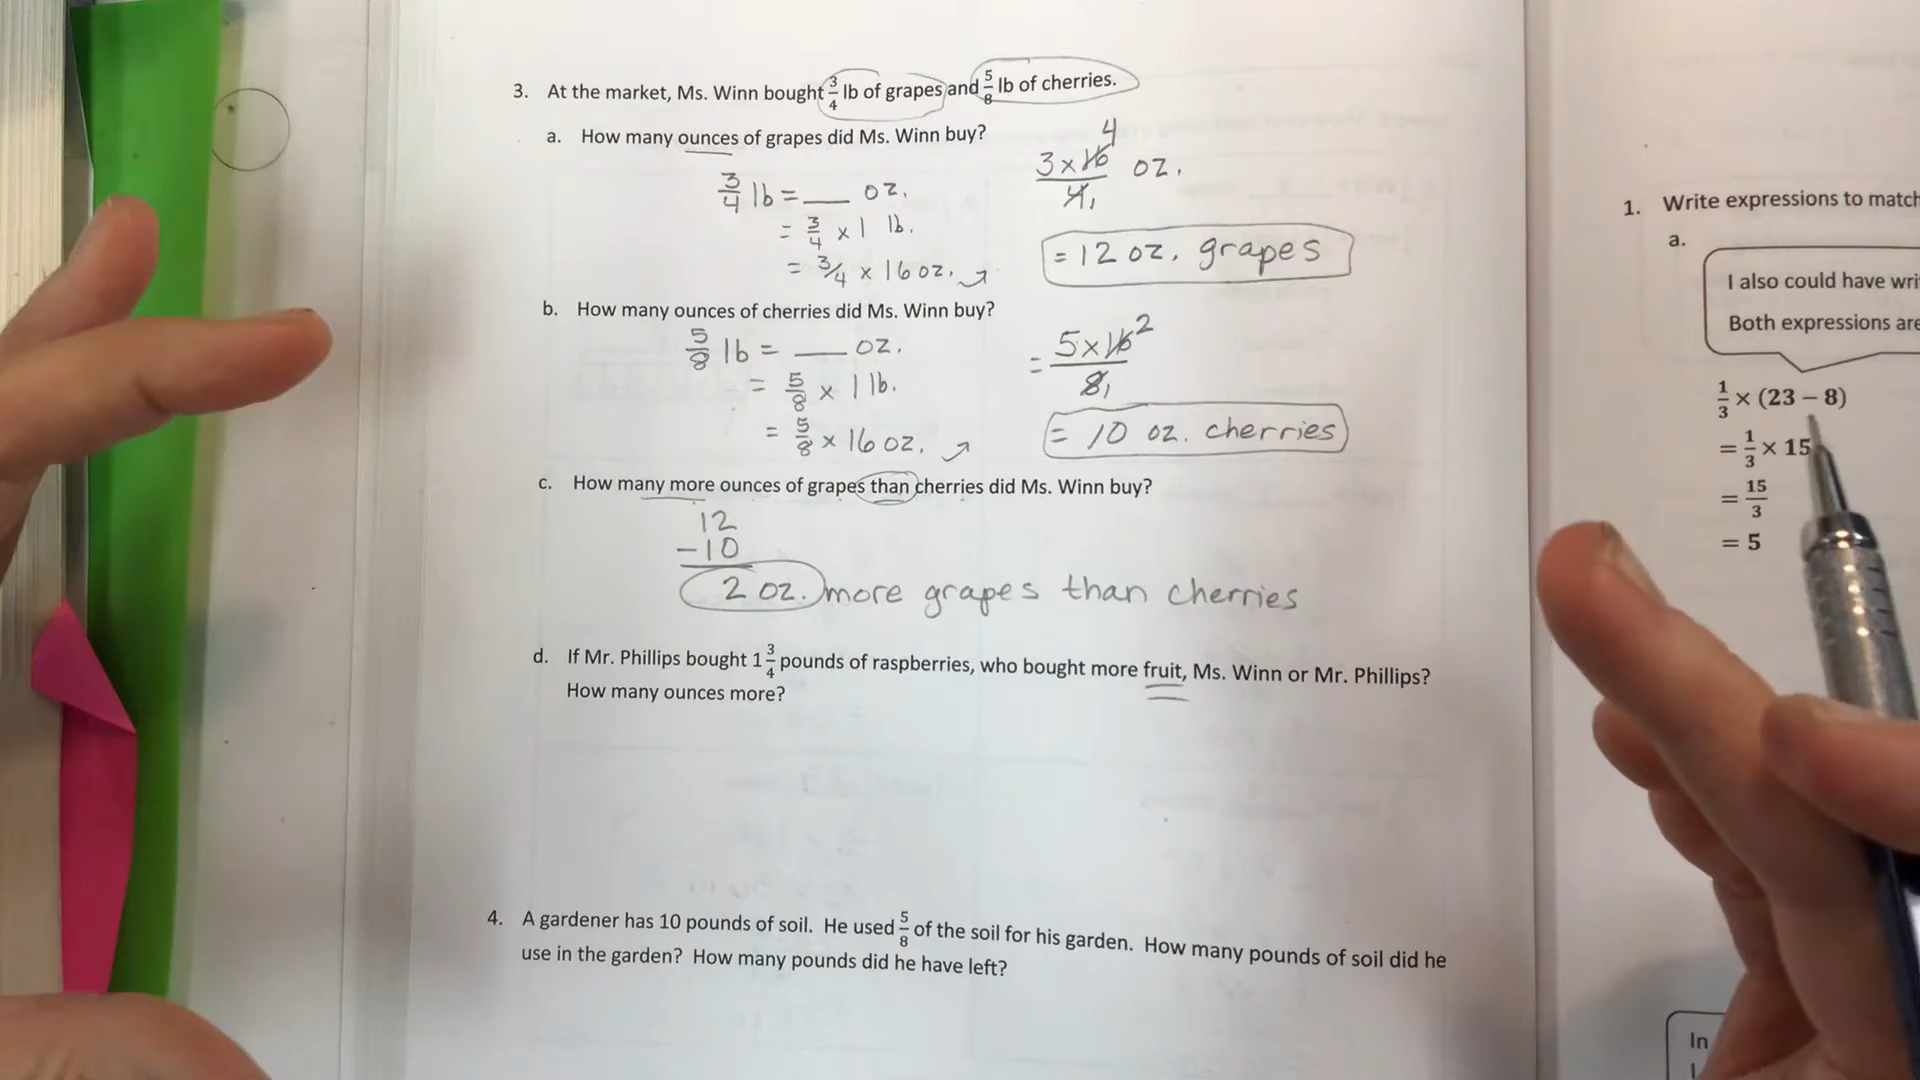 3. At the market, Ms. Winn bought 3/4 lb of grapes and 5/8 lb of cherries.
a. How many ounces of grapes did Ms. Winn buy?
3/4 lb = ___ oz.
= 3/4 x 1 lb.
= 3/4 x 16 oz.
3 x 16 4
4 1 oz.
= 12 oz. grapes
b. How many ounces of cherries did Ms. Winn buy?
5/8 lb = ___ oz.
= 5/8 x 1 lb.
= 5/8 x 16 oz.
= 5 x 16 2
8 1
= 10 oz. cherries
c. How many more ounces of grapes than cherries did Ms. Winn buy?
12
-10
2 oz. more grapes than cherries
d. If Mr. Phillips bought 1 3/4 pounds of raspberries, who bought more fruit, Ms. Winn or Mr. Phillips?
How many ounces more?
4. A gardener has 10 pounds of soil. He used 5/8 of the soil for his garden. How many pounds of soil did he
use in the garden? How many pounds did he have left?
1. Write expressions to match
a.
I also could have wri
Both expressions are
1/3 × (23 − 8)
= 1/3 × 15
= 15/3
= 5
In